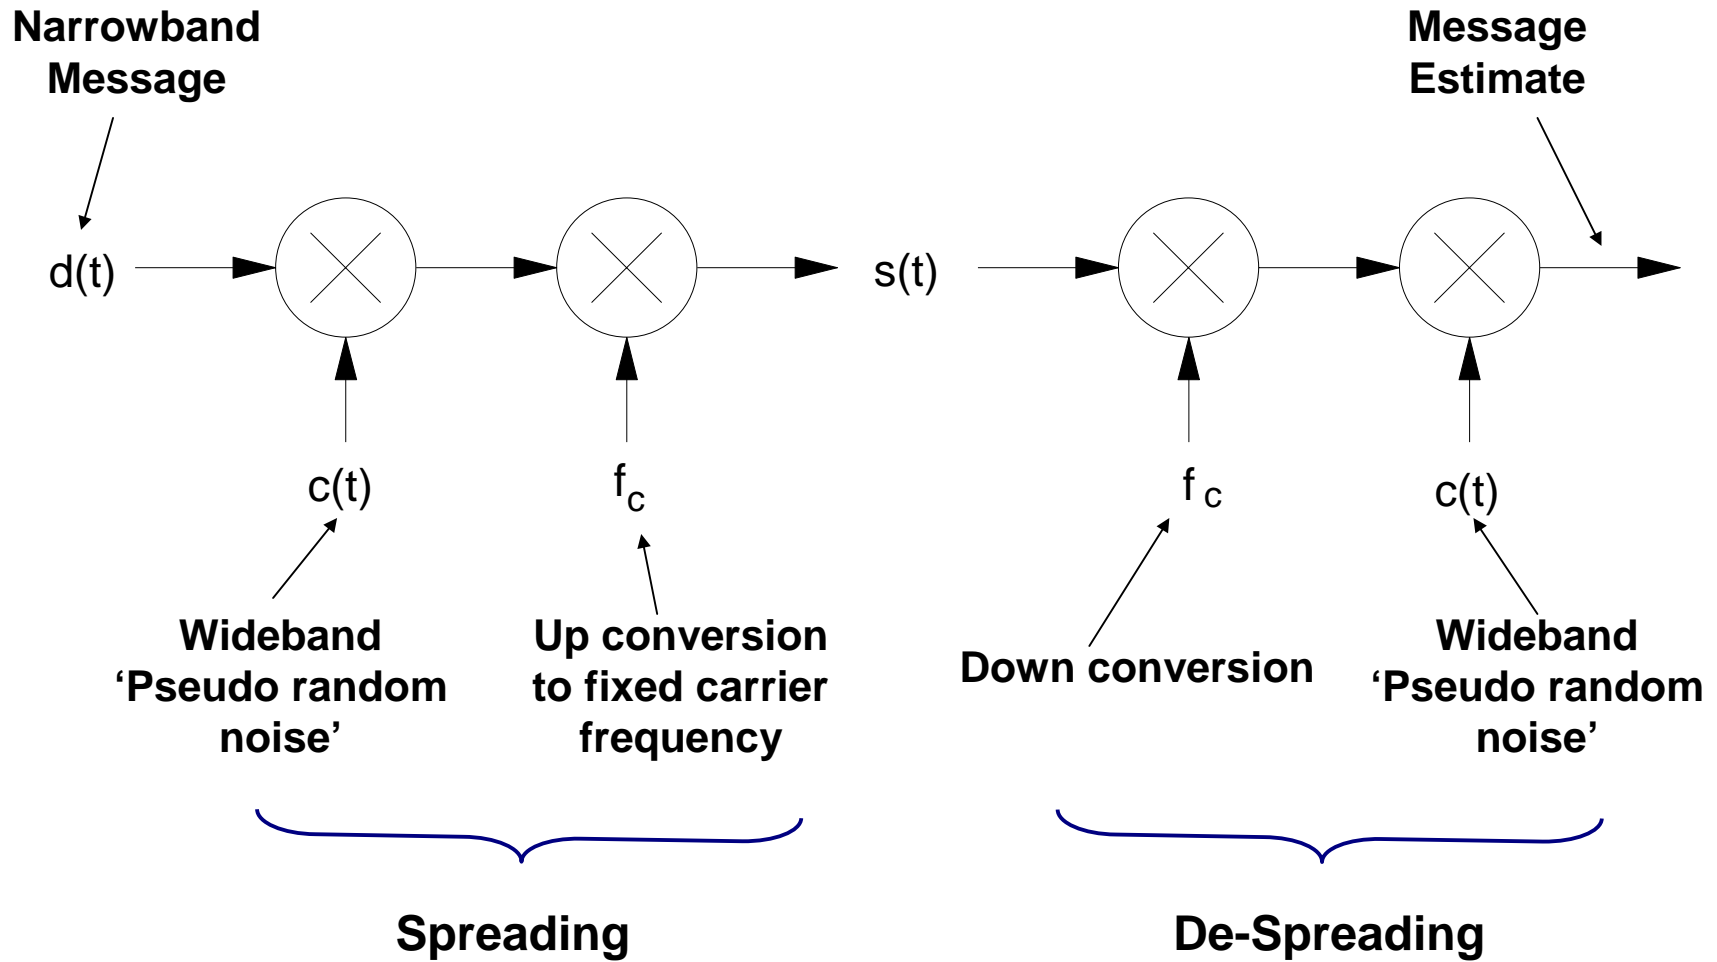 Narrowband
Message
Message
Estimate
d(t)
s(t)
c(t)
fc
f c
c(t)
Wideband
‘Pseudo random
noise’
Up conversion
to fixed carrier
frequency
Down conversion
Wideband
‘Pseudo random
noise’
Spreading
De-Spreading